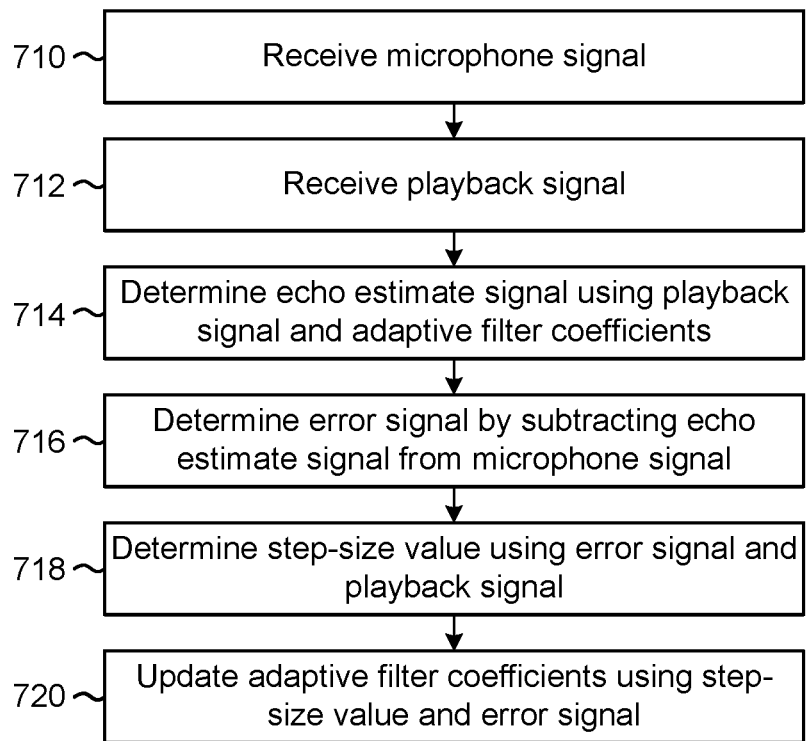 710
Receive microphone signal
712
Receive playback signal
714
Determine echo estimate signal using playback
signal and adaptive filter coefficients
716
Determine error signal by subtracting echo
estimate signal from microphone signal
718
Determine step-size value using error signal and
playback signal
720
Update adaptive filter coefficients using step-
size value and error signal